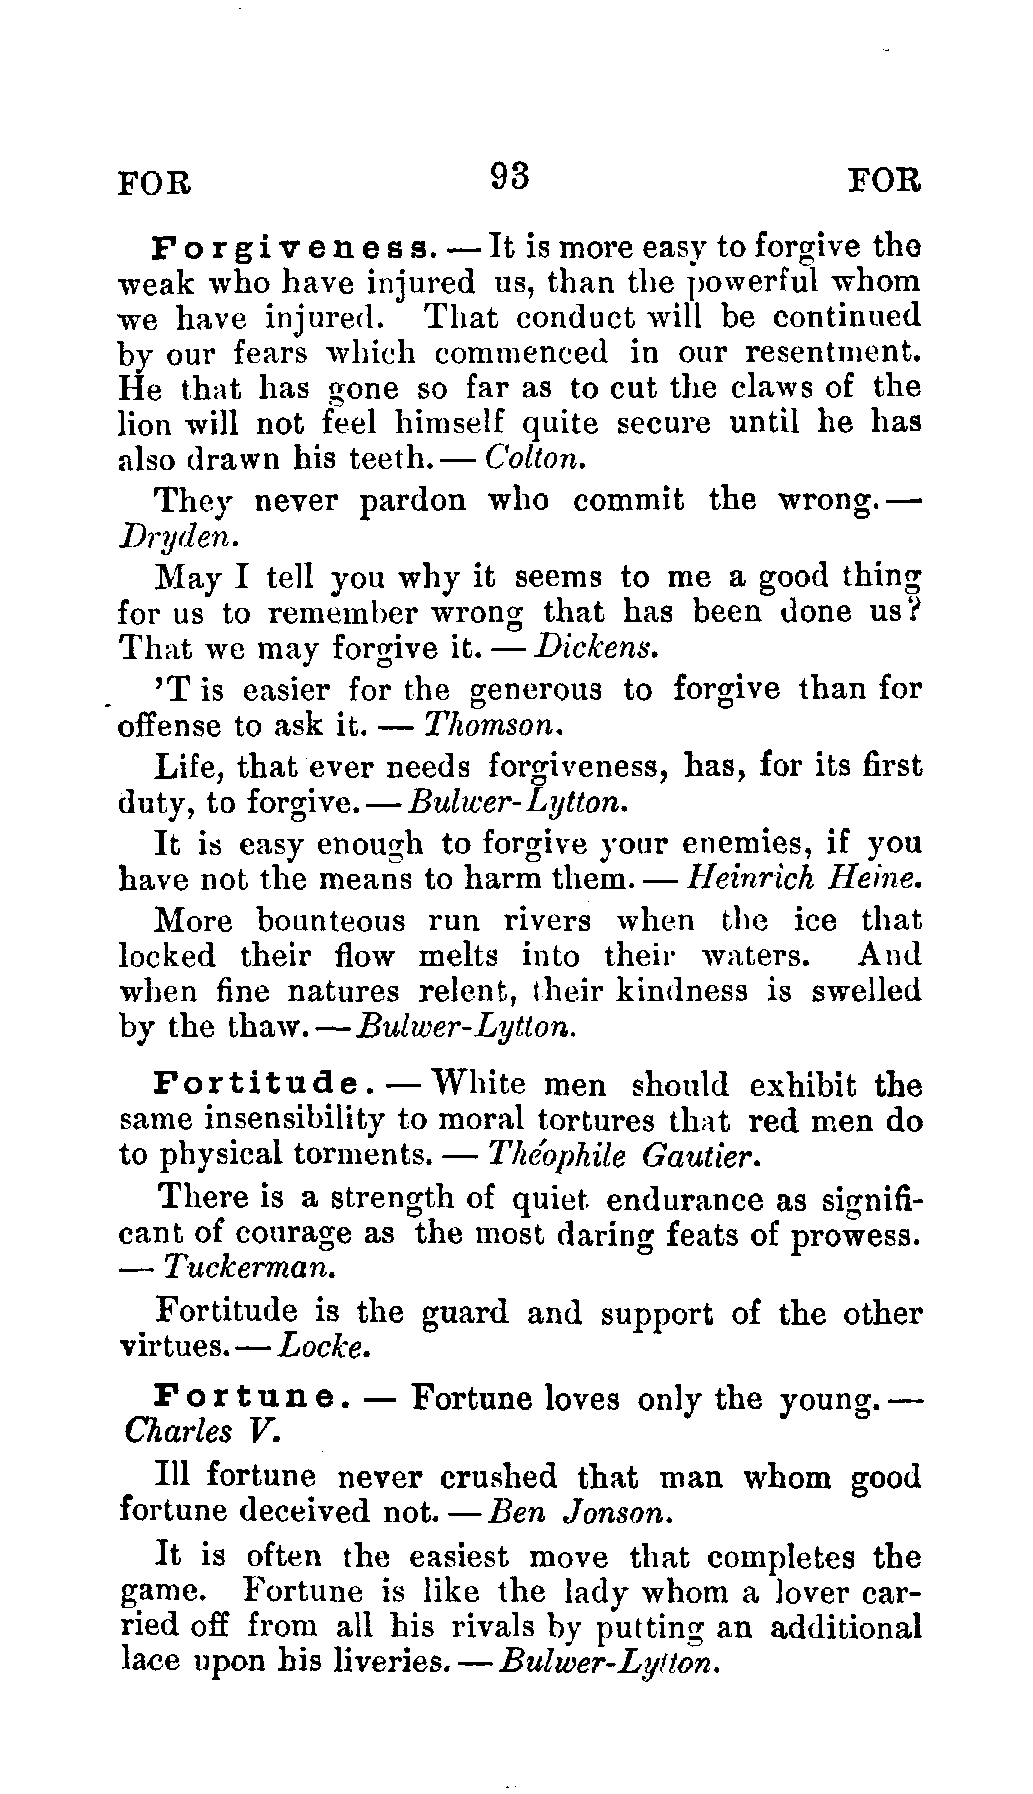 FOR 93 FOR
Forgiveness. — It is more easy to forgive the
weak who have injured us, than the powerful whom
we have injured. That conduct will be continued
by our fears which commenced in our resentment.
He that has gone so far as to cut the claws of the
lion will not feel himself quite secure until he has
also drawn his teeth. — Colton.
They never pardon who commit the wrong. —
Dryden.
May I tell you why it seems to me a good thing
for us to remember wrong that has been done us?
That we may forgive it. — Dickens.
'T is easier for the generous to forgive than for
offense to ask it. — Thomson.
Life, that ever needs forgiveness, has, for its first
duty, to forgive. — Bulwer-Lytton.
It is easy enough to forgive your enemies, if you
have not the means to harm them. — Heinrich Heine.
More bounteous run rivers when the ice that
locked their flow melts into their waters. And
when fine natures relent, their kindness is swelled
by the thaw. — Bulwer-Lytton.
Fortitude. — White men should exhibit the
same insensibility to moral tortures that red men do
to physical torments. — Théophile Gautier.
There is a strength of quiet endurance as signifi-
cant of courage as the most daring feats of prowess.
— Tuckerman.
Fortitude is the guard and support of the other
virtues. — Locke.
Fortune. — Fortune loves only the young. —
Charles V.
Ill fortune never crushed that man whom good
fortune deceived not. — Ben Jonson.
It is often the easiest move that completes the
game. Fortune is like the lady whom a lover car-
ried off from all his rivals by putting an additional
lace upon his liveries. — Bulwer-Lytton.